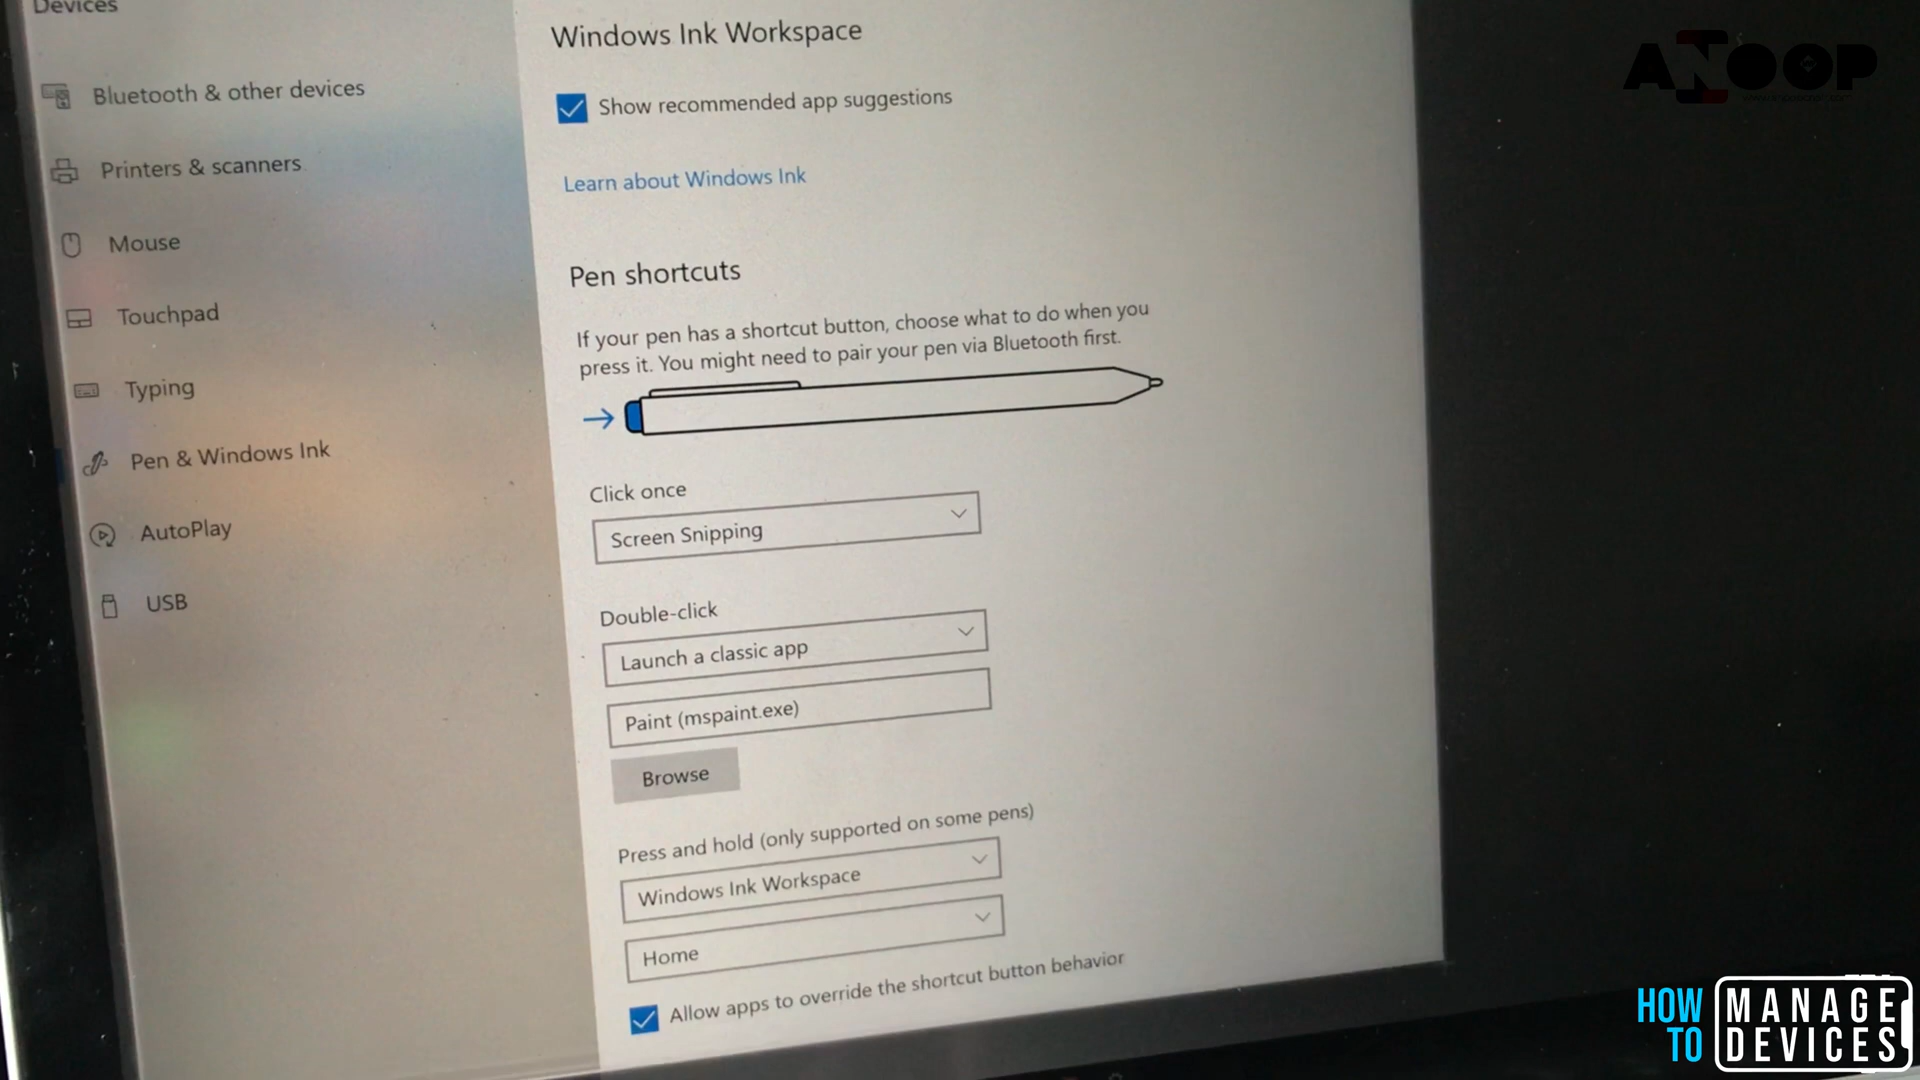 Devices
Bluetooth & other devices
Printers & scanners
Mouse
Touchpad
Typing
Pen & Windows Ink
AutoPlay
USB
Windows Ink Workspace
Show recommended app suggestions
Learn about Windows Ink
Pen shortcuts
If your pen has a shortcut button, choose what to do when you
press it. You might need to pair your pen via Bluetooth first.
Click once
Screen Snipping
Double-click
Launch a classic app
Paint (mspaint.exe)
Browse
Press and hold (only supported on some pens)
Windows Ink Workspace
Home
Allow apps to override the shortcut button behavior
ANOOP
HOW
TO
MANAGE
DEVICES